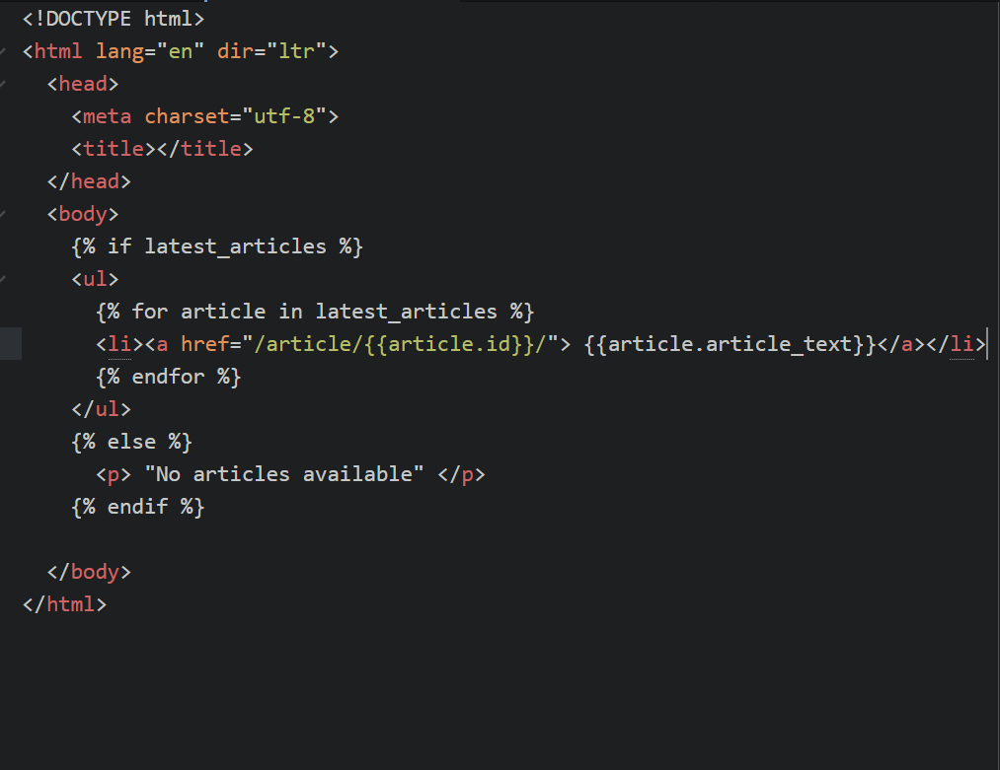 <!DOCTYPE html>
<html lang="en" dir="ltr">
  <head>
    <meta charset="utf-8">
    <title></title>
  </head>
  <body>
    {% if latest_articles %}
    <ul>
      {% for article in latest_articles %}
      <li><a href="/article/{{article.id}}/"> {{article.article_text}}</a></li>
      {% endfor %}
    </ul>
    {% else %}
      <p> "No articles available" </p>
    {% endif %}

  </body>
</html>